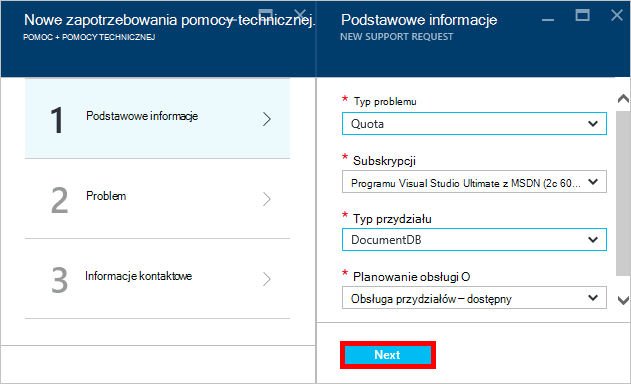 Nowe zapotrzebowania pomocy technicznej.
POMOC + POMOCY TECHNICZNEJ
1 Podstawowe informacje
2 Problem
3 Informacje kontaktowe
Podstawowe informacje
NEW SUPPORT REQUEST
* Typ problemu
Quota
* Subskrypcji
Programu Visual Studio Ultimate z MSDN (2c 60...
* Typ przydziału
DocumentDB
* Planowanie obsługi O
Obsługa przydziałów – dostępny
Next